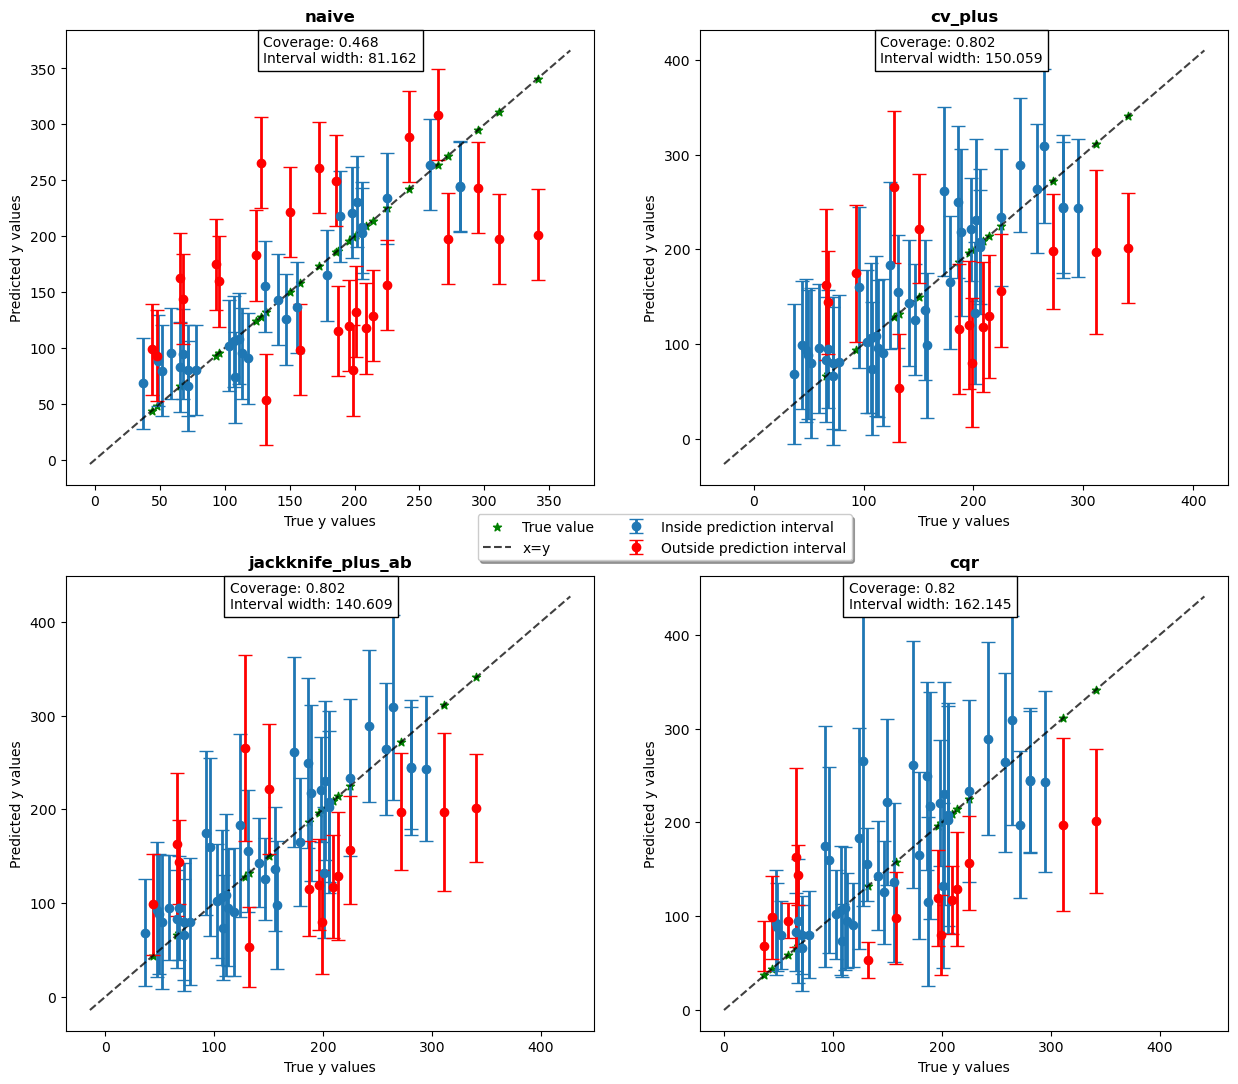 naive
Coverage: 0.468
Interval width: 81.162
Predicted y values
350
300
250
200
150
100
50
0
0 50 100 150 200 250 300 350
True y values
cv_plus
Coverage: 0.802
Interval width: 150.059
Predicted y values
400
300
200
100
0
0 100 200 300 400
True y values
True value
x=y
Inside prediction interval
Outside prediction interval
jackknife_plus_ab
Coverage: 0.802
Interval width: 140.609
Predicted y values
400
300
200
100
0
0 100 200 300 400
True y values
cqr
Coverage: 0.82
Interval width: 162.145
Predicted y values
400
300
200
100
0
0 100 200 300 400
True y values